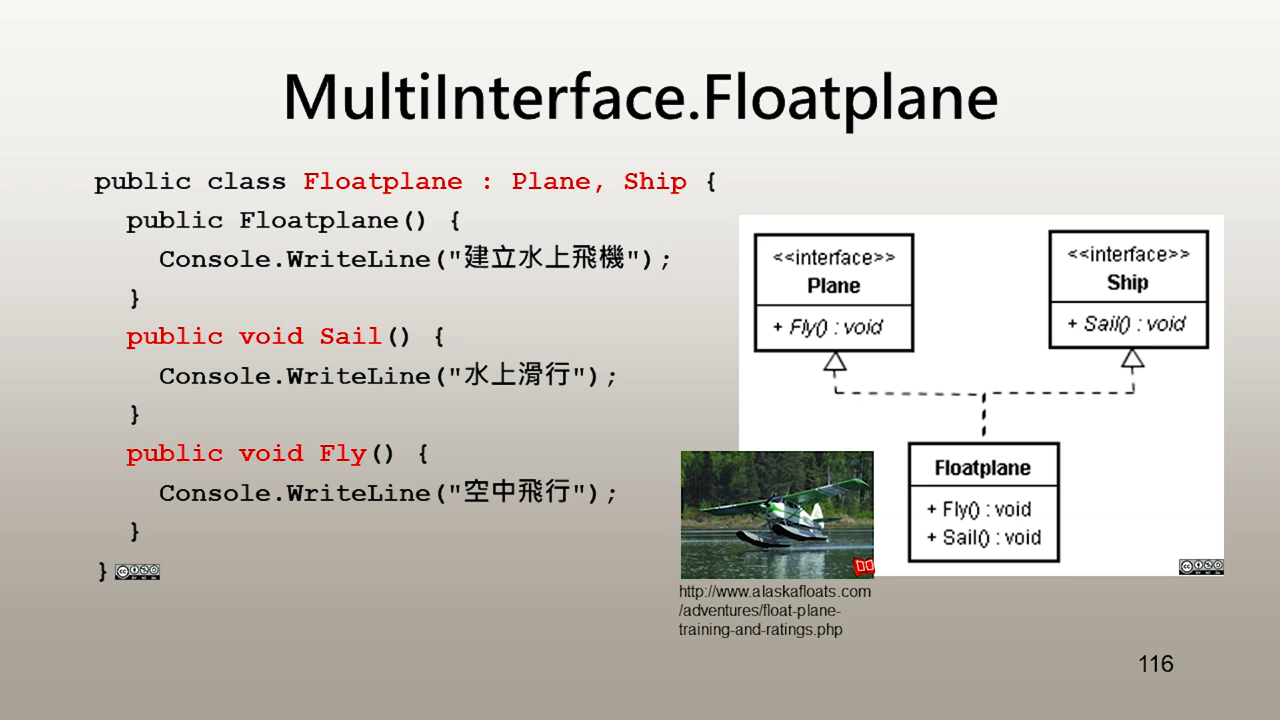 MultiInterface.Floatplane
public class Floatplane : Plane, Ship {
public Floatplane() {
Console.WriteLine("建立水上飛機");
}
public void Sail() {
Console.WriteLine("水上滑行");
}
public void Fly() {
Console.WriteLine("空中飛行");
}
}
<<interface>>
Plane
+ Fly() : void
<<interface>>
Ship
+ Sail() : void
Floatplane
+ Fly() : void
+ Sail() : void
http://www.alaskafloats.com
/adventures/float-plane-
training-and-ratings.php
116